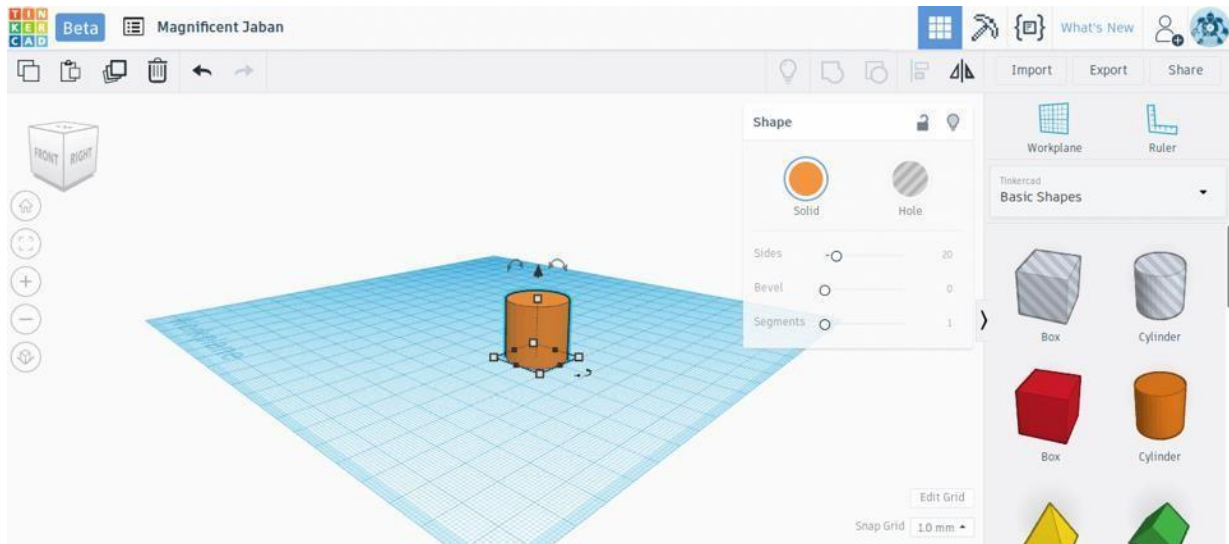 TIN
KER
CAD
Beta
Magnificent Jaban
What's New
Import
Export
Share
FRONT
RIGHT
Shape
Solid
Hole
Sides
20
Bevel
0
Segments
1
Workplane
Ruler
Tinkercad
Basic Shapes
Box
Cylinder
Box
Cylinder
Workplane
Edit Grid
Snap Grid
1.0 mm